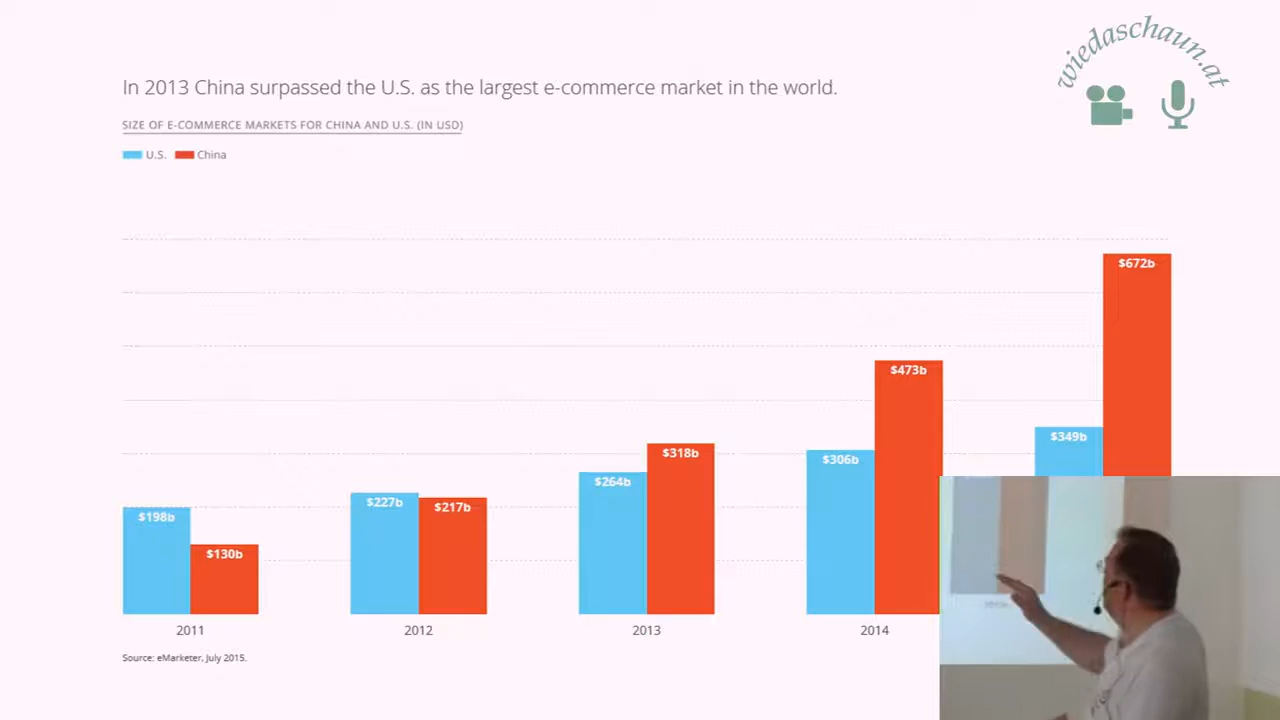 wiedaschaun.at
In 2013 China surpassed the U.S. as the largest e-commerce market in the world.
SIZE OF E-COMMERCE MARKETS FOR CHINA AND U.S. (IN USD)
U.S. China
$672b
$473b
$349b
$318b
$306b
$264b
$227b
$217b
$198b
$130b
2011 2012 2013 2014
Source: eMarketer, July 2015.